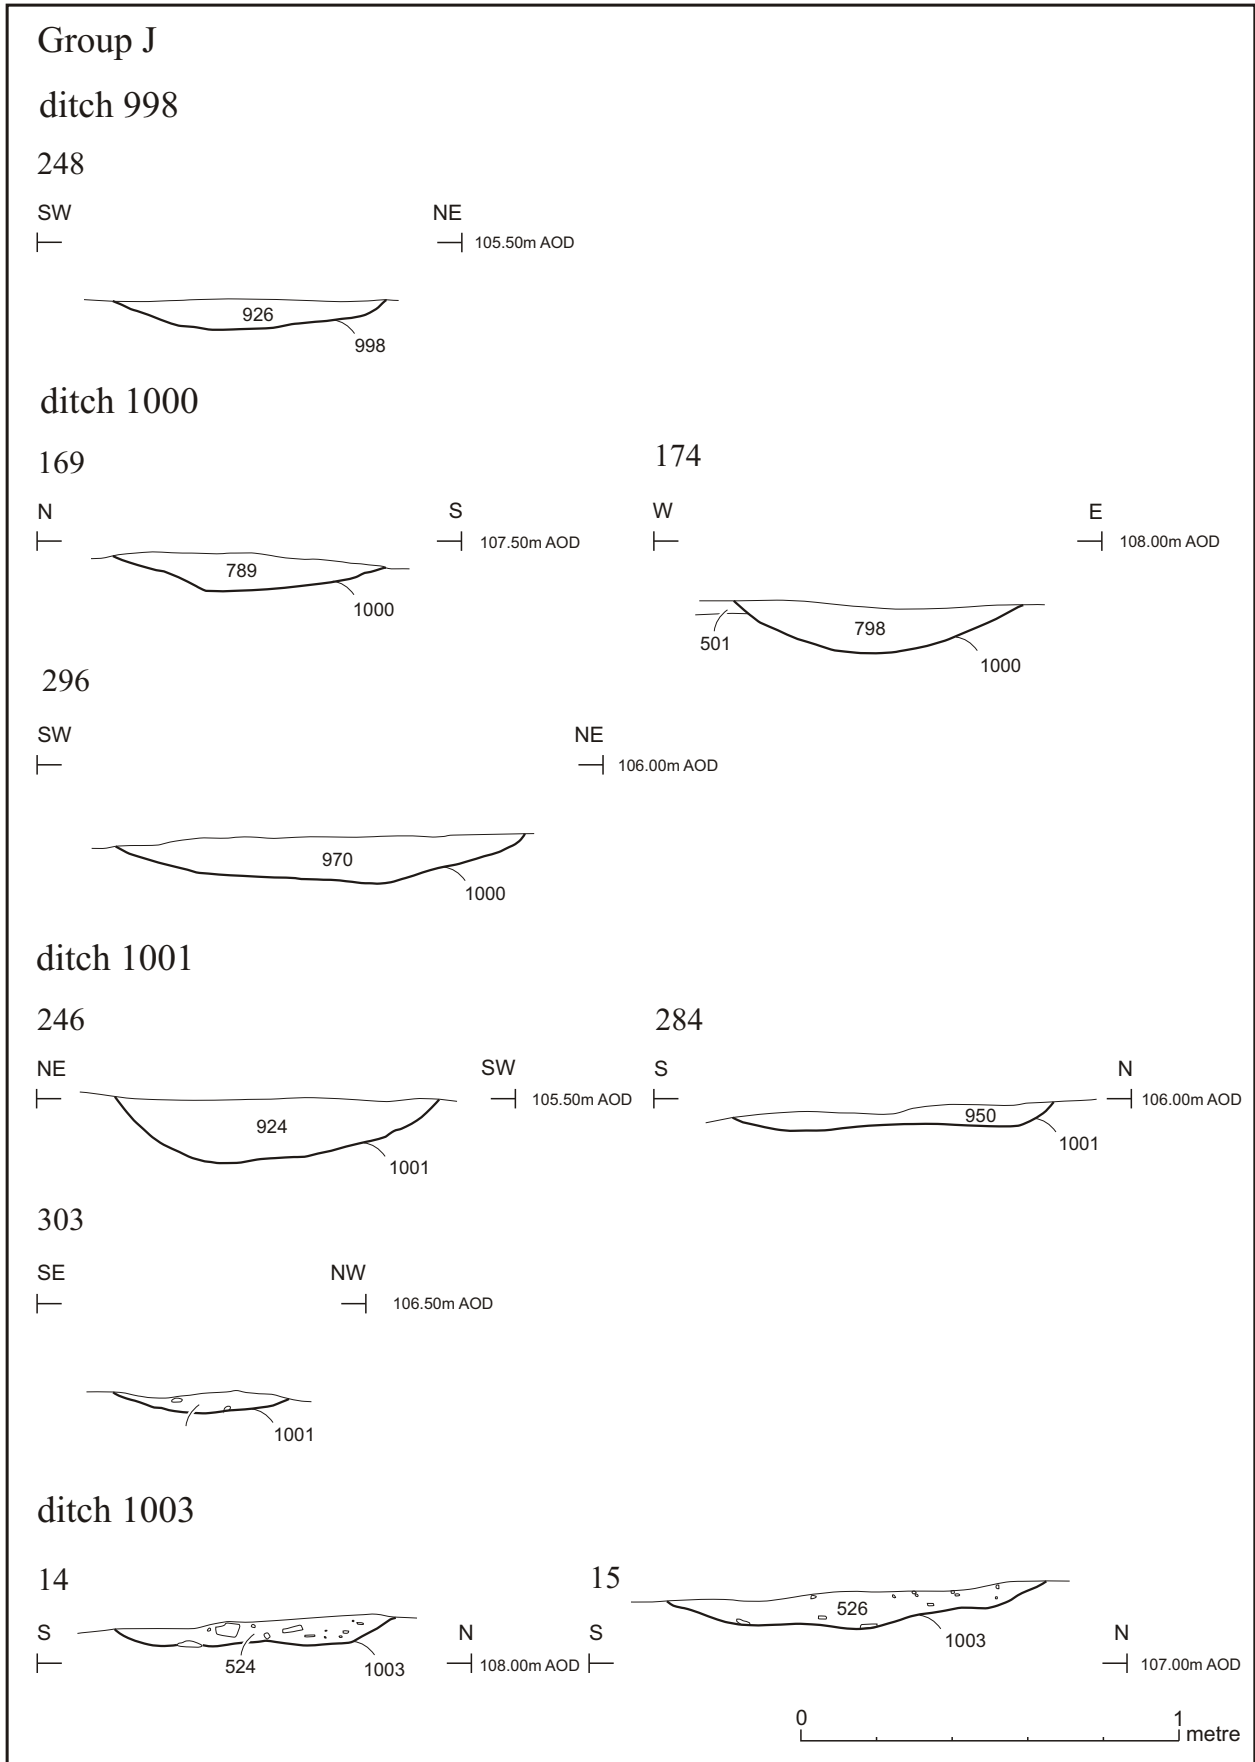 Group J
ditch 998
248
SW NE
105.50m AOD
926
998
ditch 1000
169 174
N S W E
107.50m AOD 108.00m AOD
789
1000
501 798
1000
296
SW NE
106.00m AOD
970
1000
ditch 1001
246 284
NE SW S N
105.50m AOD 106.00m AOD
924 950
1001 1001
303
SE NW
106.50m AOD
1001
ditch 1003
14 15
526
S N S N
524 1003 108.00m AOD 1003 107.00m AOD
0 1
metre